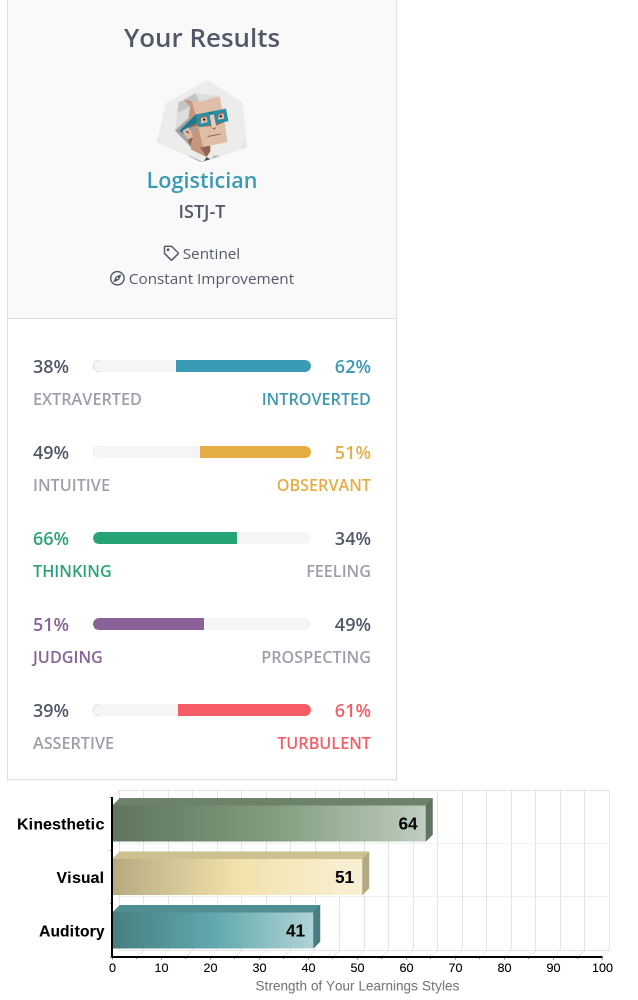 Your Results
Logistician
ISTJ-T
Sentinel
Constant Improvement
38% 62%
EXTRAVERTED INTROVERTED
49% 51%
INTUITIVE OBSERVANT
66% 34%
THINKING FEELING
51% 49%
JUDGING PROSPECTING
39% 61%
ASSERTIVE TURBULENT
Kinesthetic 64
Visual 51
Auditory 41
0 10 20 30 40 50 60 70 80 90 100
Strength of Your Learnings Styles